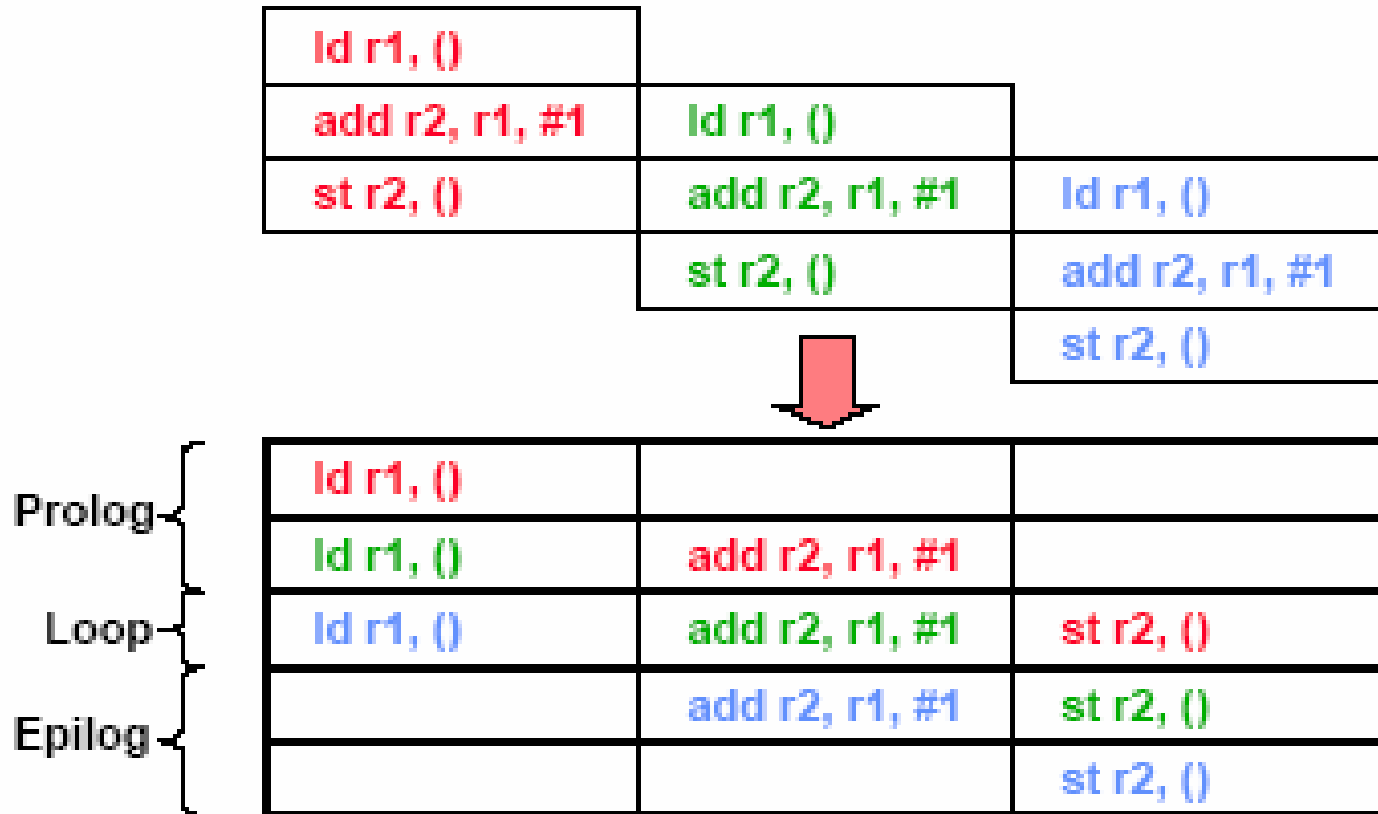 ld r1, ()
add r2, r1, #1 ld r1, ()
st r2, () add r2, r1, #1 ld r1, ()
st r2, () add r2, r1, #1
st r2, ()
ld r1, ()
Prolog
ld r1, () add r2, r1, #1
Loop ld r1, () add r2, r1, #1 st r2, ()
add r2, r1, #1 st r2, ()
Epilog
st r2, ()